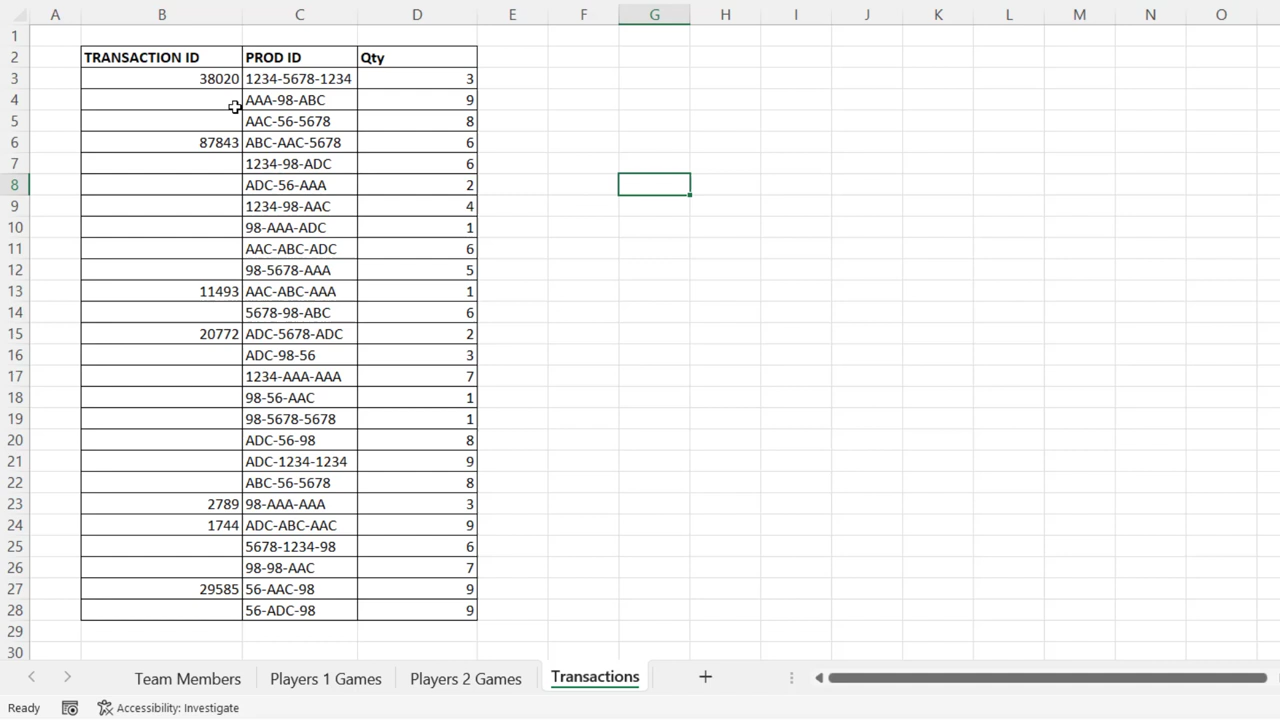 A B C D E F G H I J K L M N O
1
2 TRANSACTION ID PROD ID Qty
3 38020 1234-5678-1234 3
4 AAA-98-ABC 9
5 AAC-56-5678 8
6 87843 ABC-AAC-5678 6
7 1234-98-ADC 6
8 ADC-56-AAA 2
9 1234-98-AAC 4
10 98-AAA-ADC 1
11 AAC-ABC-ADC 6
12 98-5678-AAA 5
13 11493 AAC-ABC-AAA 1
14 5678-98-ABC 6
15 20772 ADC-5678-ADC 2
16 ADC-98-56 3
17 1234-AAA-AAA 7
18 98-56-AAC 1
19 98-5678-5678 1
20 ADC-56-98 8
21 ADC-1234-1234 9
22 ABC-56-5678 8
23 2789 98-AAA-AAA 3
24 1744 ADC-ABC-AAC 9
25 5678-1234-98 6
26 98-98-AAC 7
27 29585 56-AAC-98 9
28 56-ADC-98 9
29
30
Team Members Players 1 Games Players 2 Games Transactions
Ready Accessibility: Investigate